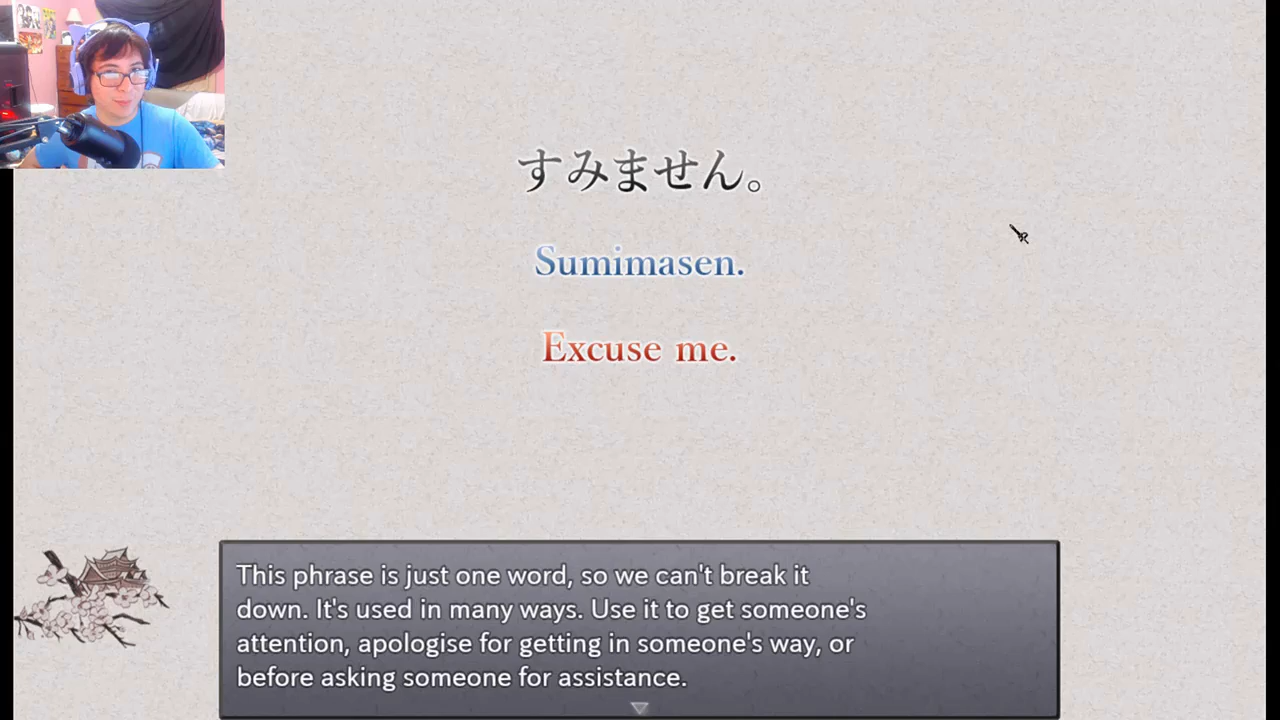 すみません。
Sumimasen.
Excuse me.
This phrase is just one word, so we can't break it
down. It's used in many ways. Use it to get someone's
attention, apologise for getting in someone's way, or
before asking someone for assistance.